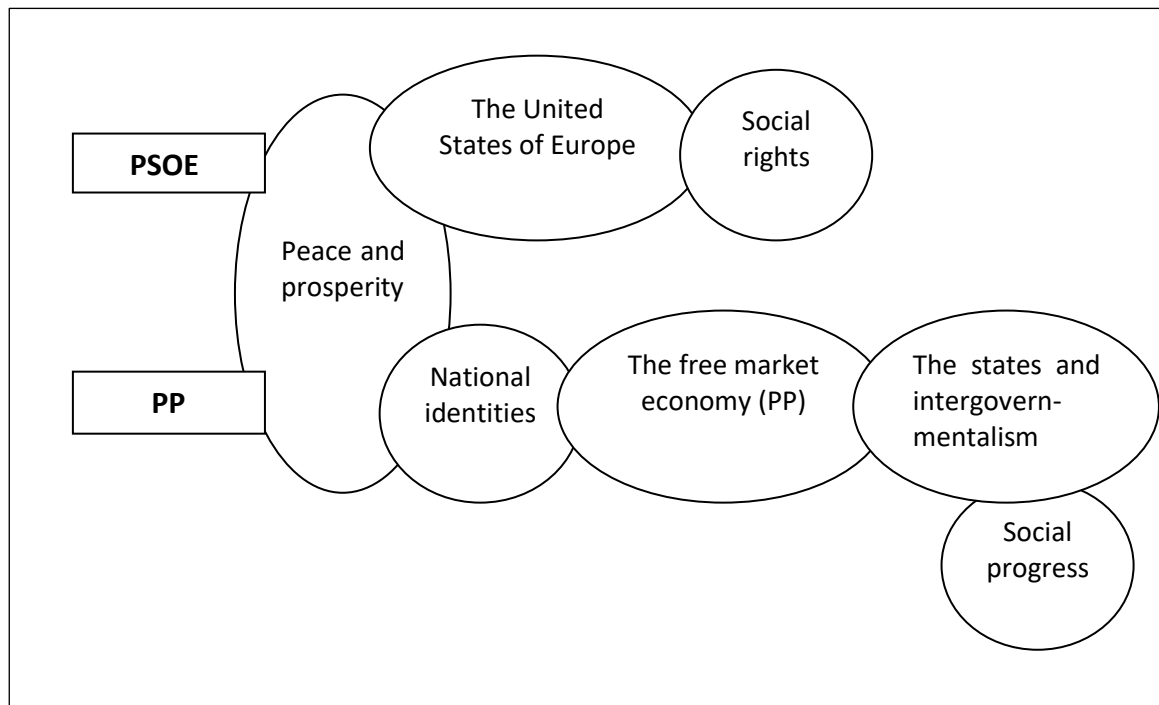 PSOE
Peace and
prosperity
The United
States of Europe
Social
rights
PP
National
identities
The free market
economy (PP)
The states and
intergovern-
mentalism
Social
progress